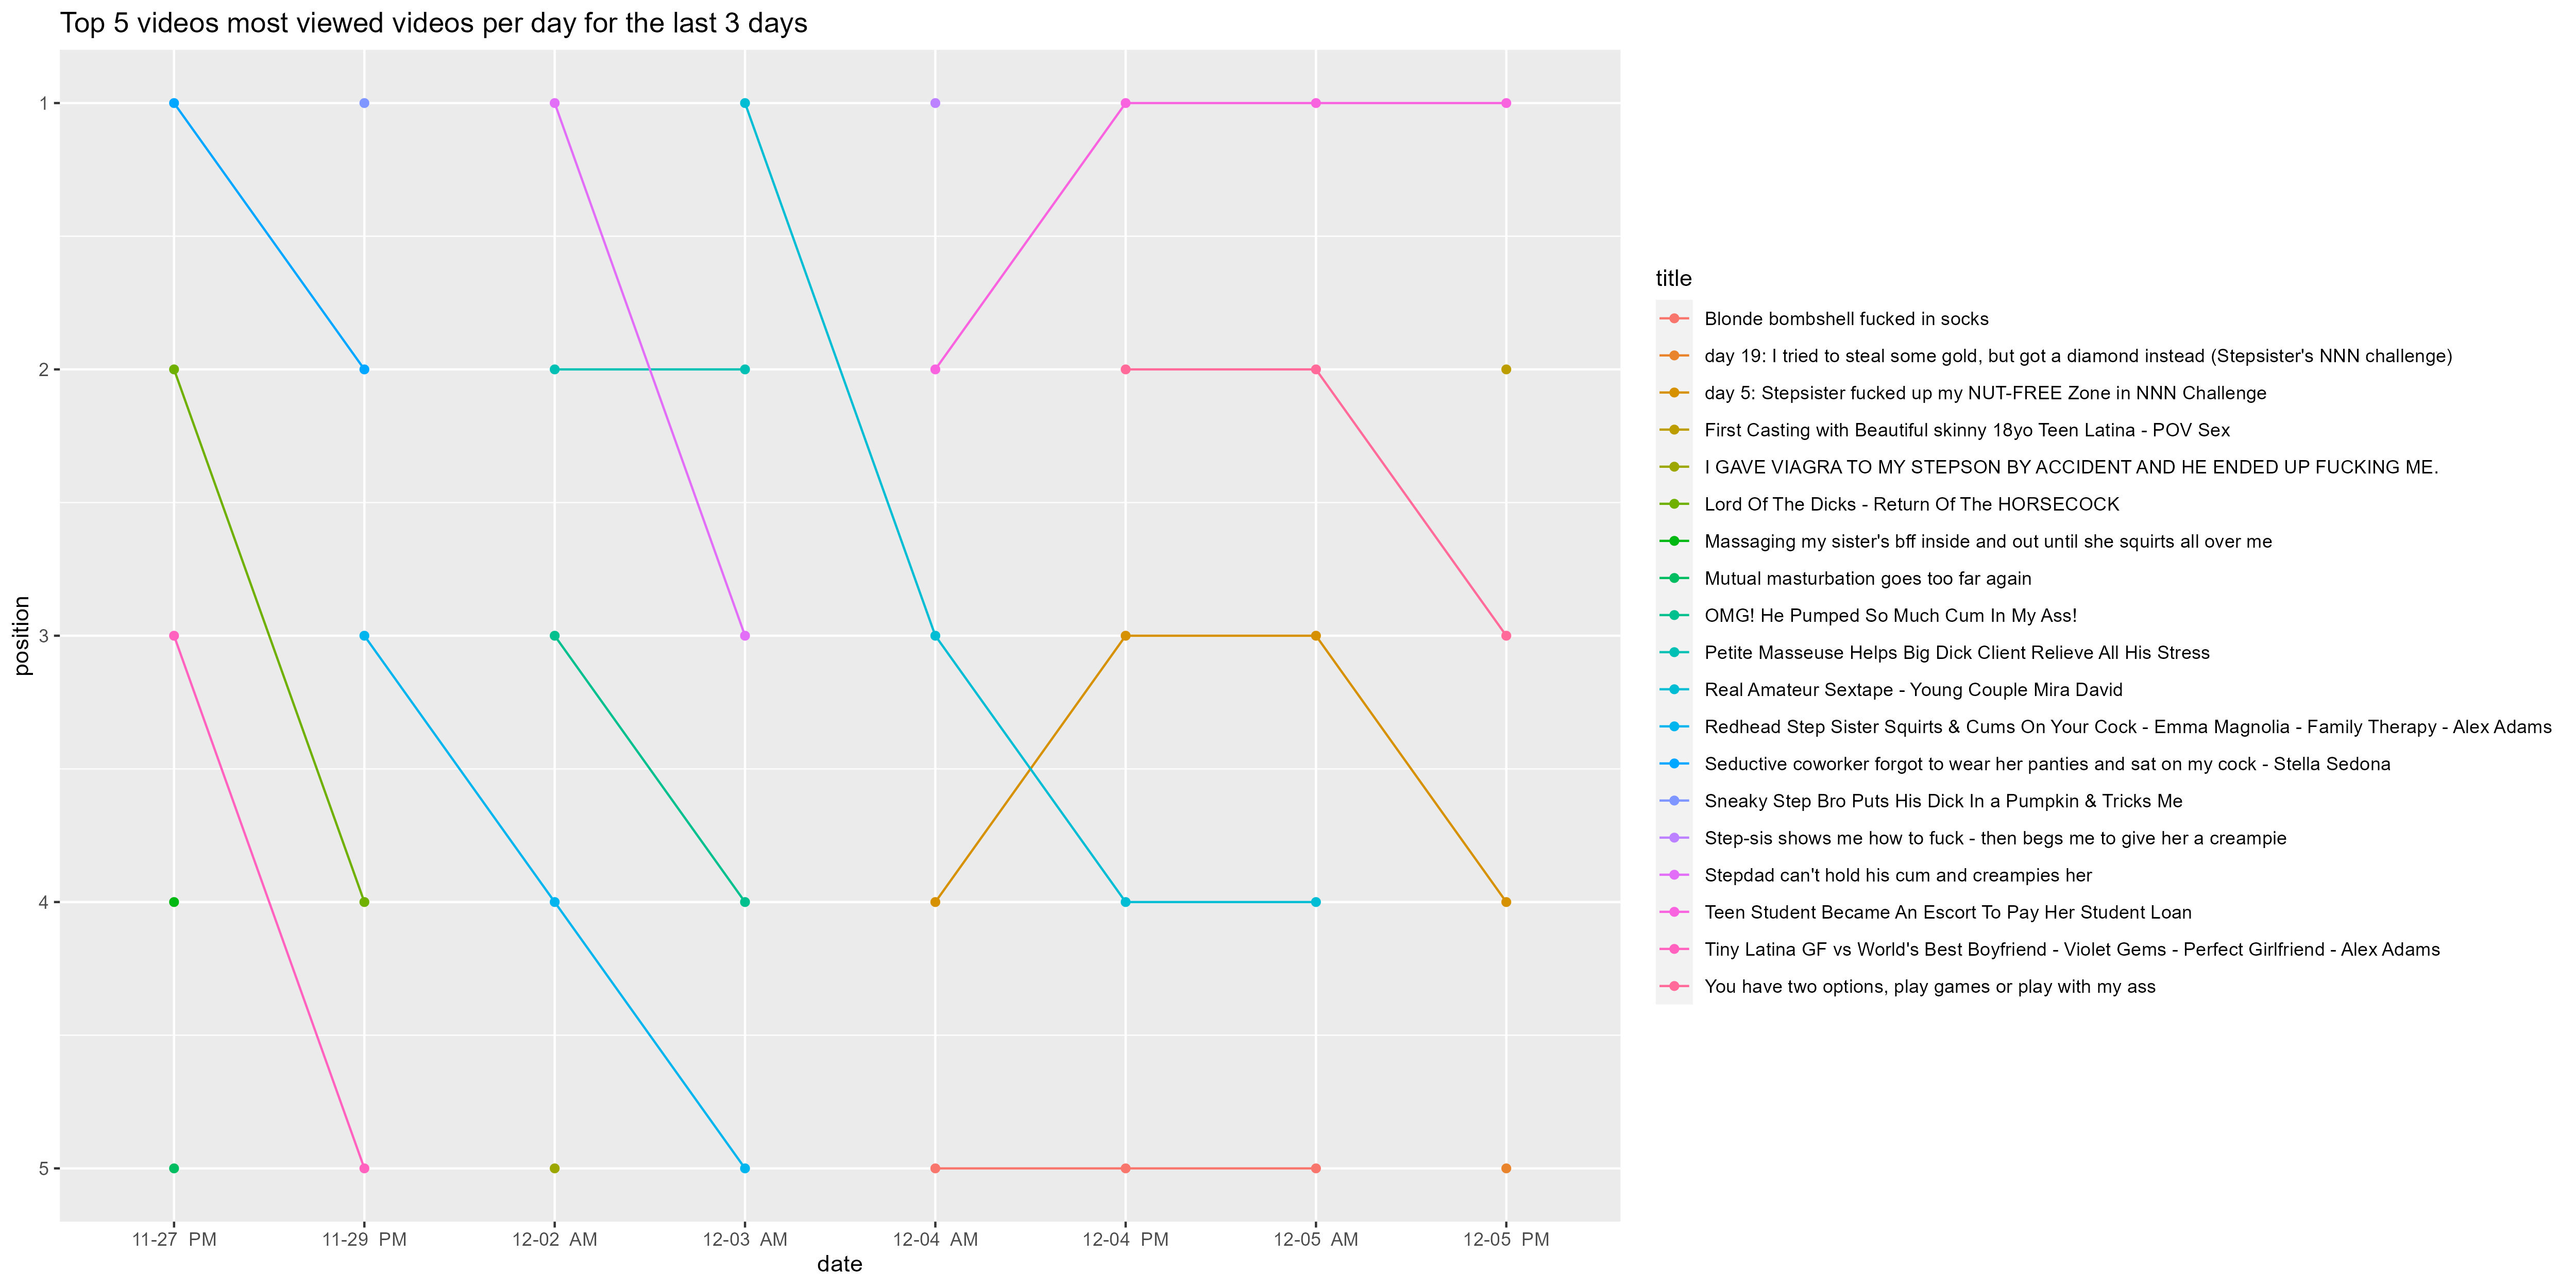 Top 5 videos most viewed videos per day for the last 3 days
position
1
2
3
4
5
11-27 PM
11-29 PM
12-02 AM
12-03 AM
12-04 AM
12-04 PM
12-05 AM
12-05 PM
date
title
Blonde bombshell fucked in socks
day 19: I tried to steal some gold, but got a diamond instead (Stepsister's NNN challenge)
day 5: Stepsister fucked up my NUT-FREE Zone in NNN Challenge
First Casting with Beautiful skinny 18yo Teen Latina - POV Sex
I GAVE VIAGRA TO MY STEPSON BY ACCIDENT AND HE ENDED UP FUCKING ME.
Lord Of The Dicks - Return Of The HORSECOCK
Massaging my sister's bff inside and out until she squirts all over me
Mutual masturbation goes too far again
OMG! He Pumped So Much Cum In My Ass!
Petite Masseuse Helps Big Dick Client Relieve All His Stress
Real Amateur Sextape - Young Couple Mira David
Redhead Step Sister Squirts & Cums On Your Cock - Emma Magnolia - Family Therapy - Alex Adams
Seductive coworker forgot to wear her panties and sat on my cock - Stella Sedona
Sneaky Step Bro Puts His Dick In a Pumpkin & Tricks Me
Step-sis shows me how to fuck - then begs me to give her a creampie
Stepdad can't hold his cum and creampies her
Teen Student Became An Escort To Pay Her Student Loan
Tiny Latina GF vs World's Best Boyfriend - Violet Gems - Perfect Girlfriend - Alex Adams
You have two options, play games or play with my ass